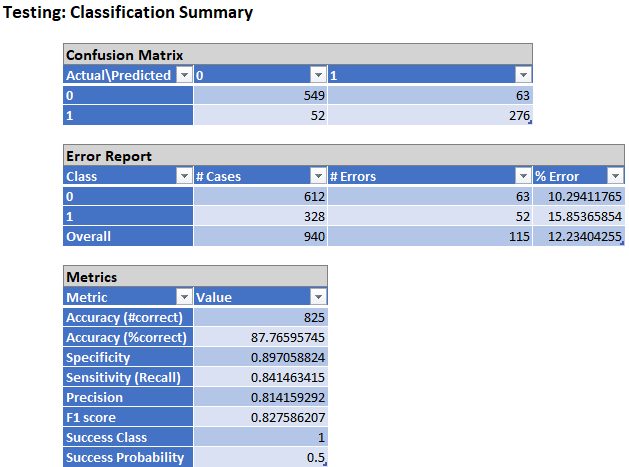 Testing: Classification Summary
Confusion Matrix
Actual\Predicted 0 1
0 549 63
1 52 276
Error Report
Class # Cases # Errors % Error
0 612 63 10.29411765
1 328 52 15.85365854
Overall 940 115 12.23404255
Metrics
Metric Value
Accuracy (#correct) 825
Accuracy (%correct) 87.76595745
Specificity 0.897058824
Sensitivity (Recall) 0.841463415
Precision 0.814159292
F1 score 0.827586207
Success Class 1
Success Probability 0.5